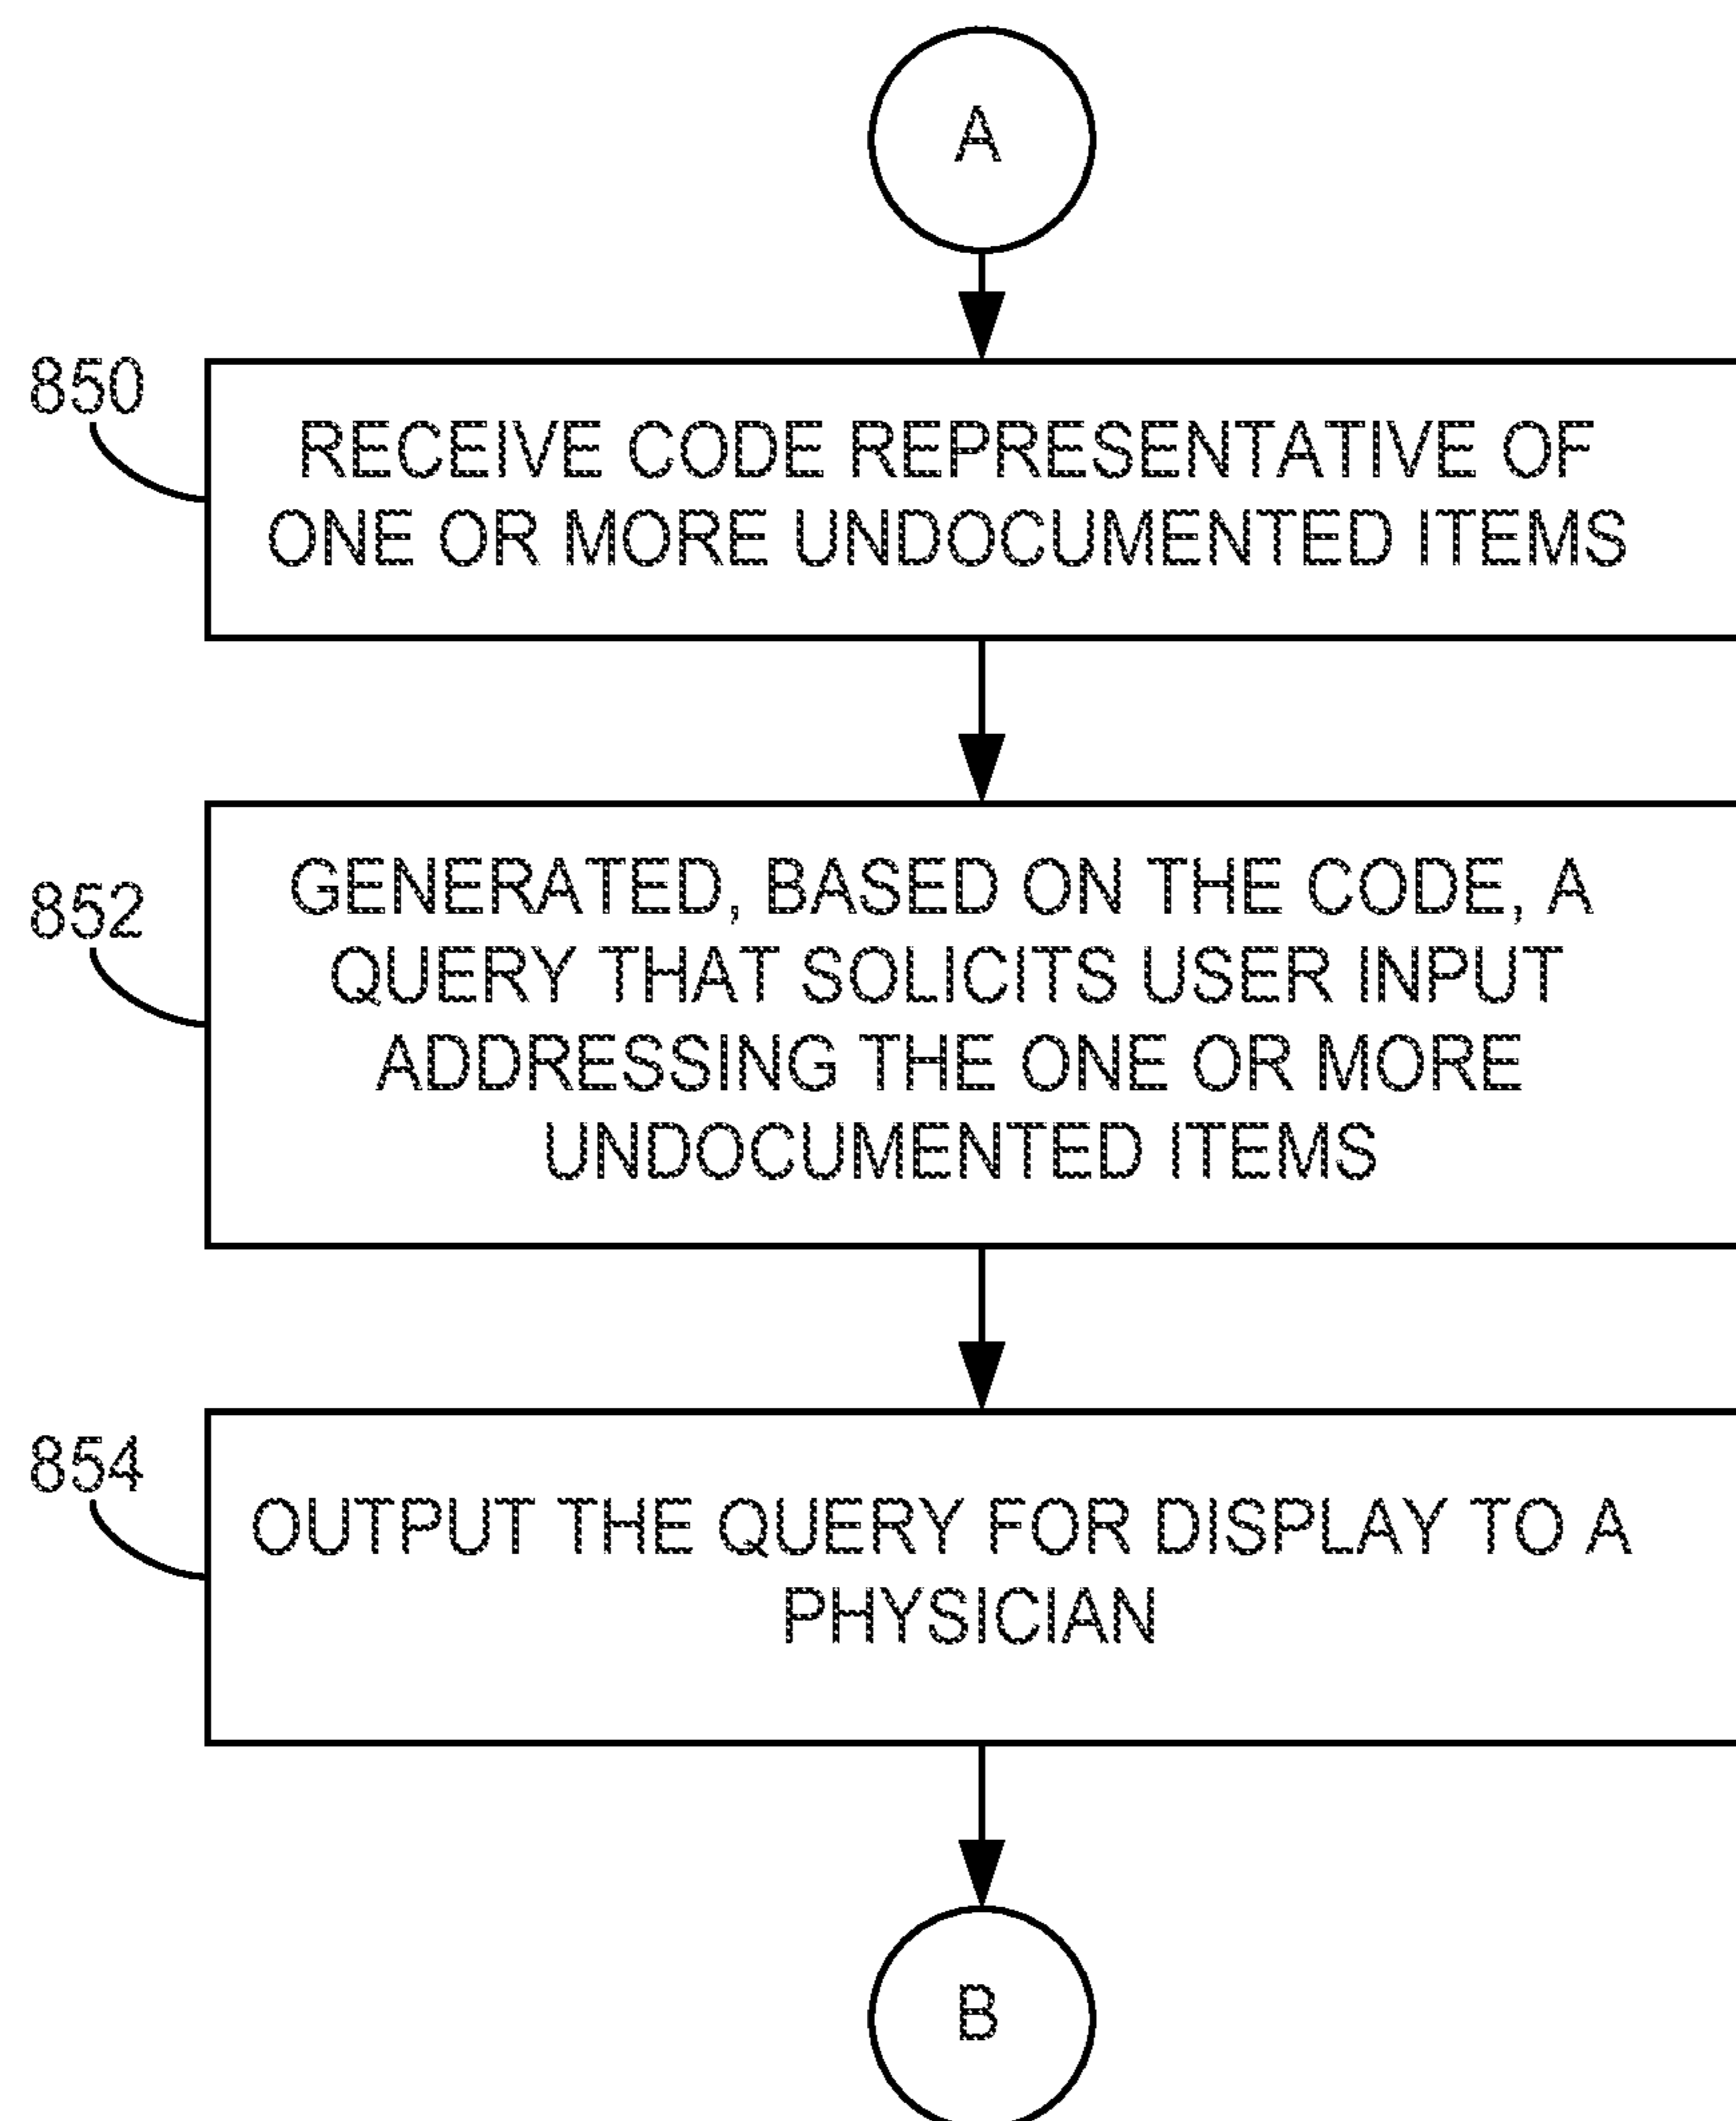 A
850
RECEIVE CODE REPRESENTATIVE OF
ONE OR MORE UNDOCUMENTED ITEMS
852
GENERATED, BASED ON THE CODE, A
QUERY THAT SOLICITS USER INPUT
ADDRESSING THE ONE OR MORE
UNDOCUMENTED ITEMS
854
OUTPUT THE QUERY FOR DISPLAY TO A
PHYSICIAN
B